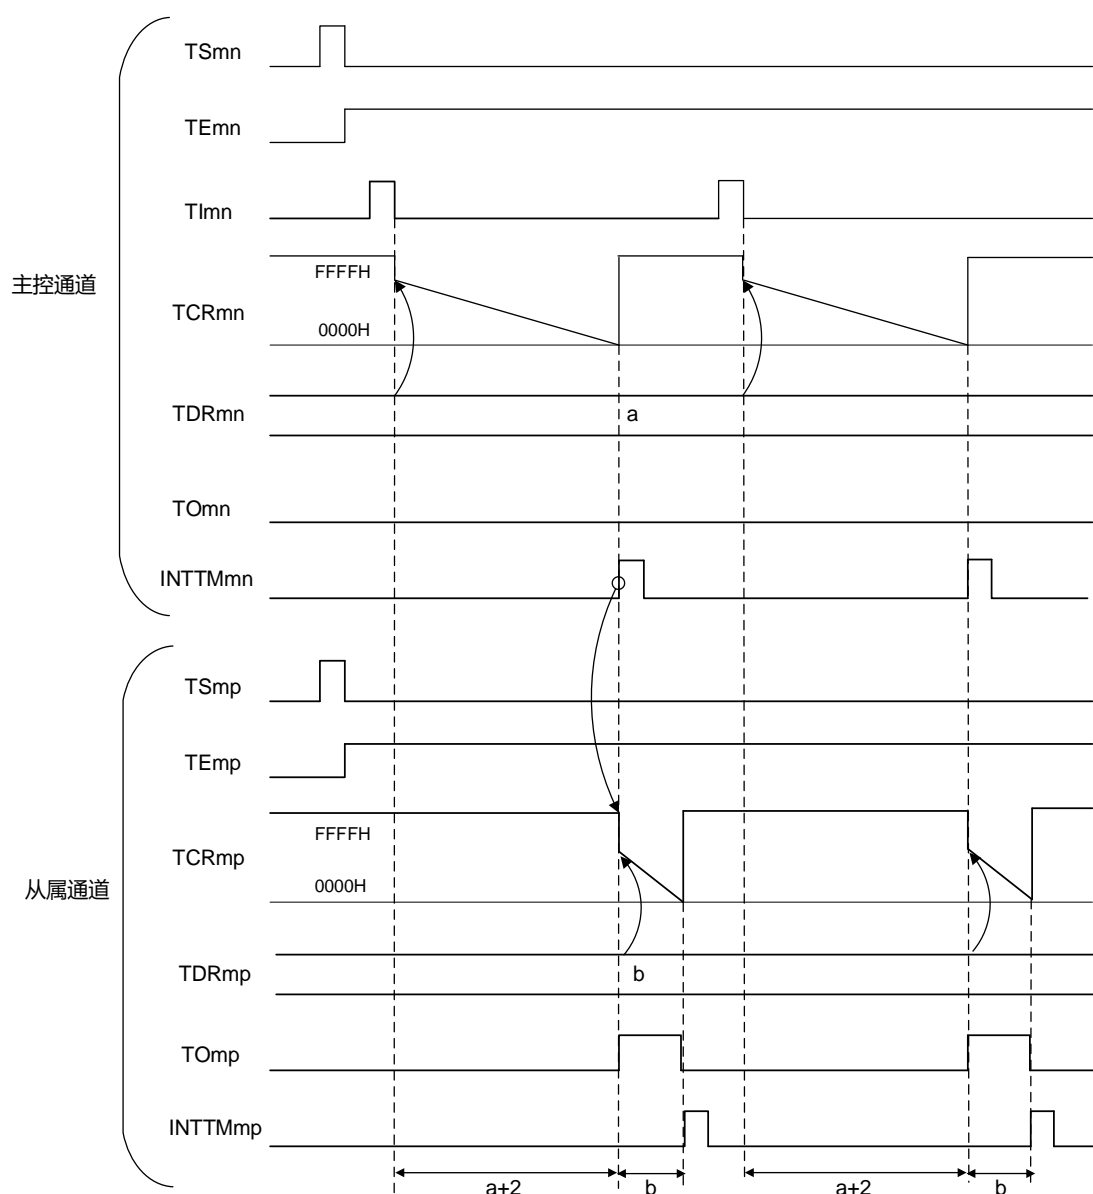 主控通道
TSmn
TEmn
TImn
TCRmn
FFFFH
0000H
TDRmn
a
TOmn
INTTMmn
从属通道
TSmp
TEmp
TCRmp
FFFFH
0000H
TDRmp
b
TOmp
INTTMmp
a+2 b a+2 b